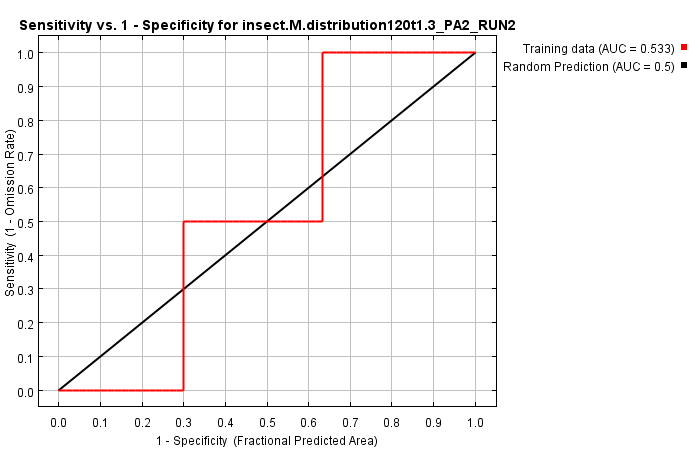 Sensitivity vs. 1 - Specificity for insect.M.distribution120t1.3_PA2_RUN2
Training data (AUC = 0.533)
Random Prediction (AUC = 0.5)
Sensitivity (1 - Omission Rate)
1.0
0.9
0.8
0.7
0.6
0.5
0.4
0.3
0.2
0.1
0.0
0.0 0.1 0.2 0.3 0.4 0.5 0.6 0.7 0.8 0.9 1.0
1 - Specificity (Fractional Predicted Area)